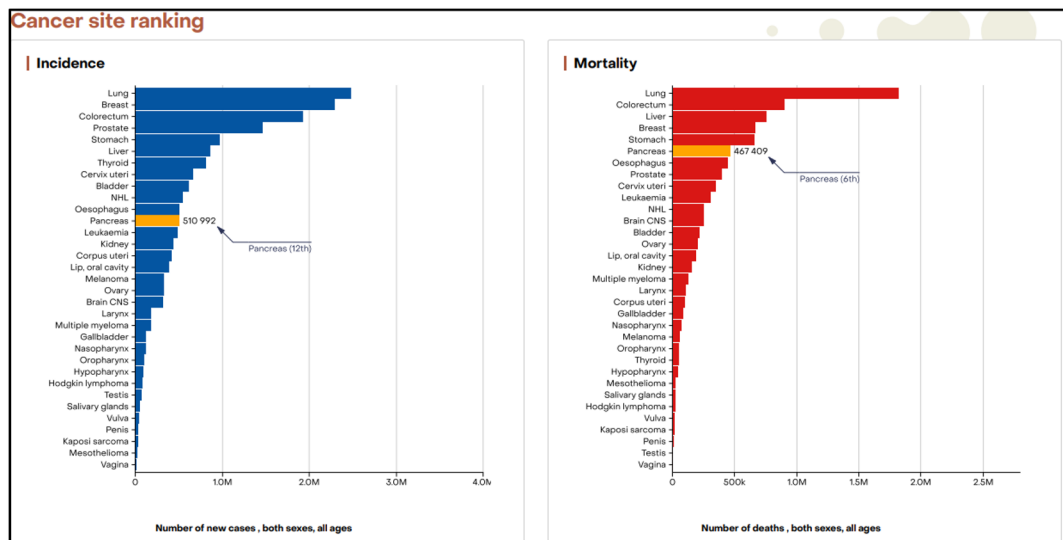 Cancer site ranking
Incidence
Lung
Breast
Colorectum
Prostate
Stomach
Liver
Thyroid
Cervix uteri
Bladder
NHL
Oesophagus
Pancreas 510 992
Leukaemia
Kidney
Pancreas (12th)
Corpus uteri
Lip, oral cavity
Melanoma
Ovary
Brain CNS
Larynx
Multiple myeloma
Gallbladder
Nasopharynx
Oropharynx
Hypopharynx
Hodgkin lymphoma
Testis
Salivary glands
Vulva
Penis
Kaposi sarcoma
Mesothelioma
Vagina
0 1.0M 2.0M 3.0M 4.0M
Number of new cases , both sexes, all ages
Mortality
Lung
Colorectum
Liver
Breast
Stomach
Pancreas 467 409
Oesophagus
Prostate
Pancreas (6th)
Cervix uteri
Leukaemia
NHL
Brain CNS
Bladder
Ovary
Lip, oral cavity
Kidney
Multiple myeloma
Larynx
Corpus uteri
Gallbladder
Nasopharynx
Melanoma
Oropharynx
Thyroid
Hypopharynx
Mesothelioma
Salivary glands
Hodgkin lymphoma
Vulva
Kaposi sarcoma
Penis
Testis
Vagina
0 500k 1.0M 1.5M 2.0M 2.5M
Number of deaths , both sexes, all ages